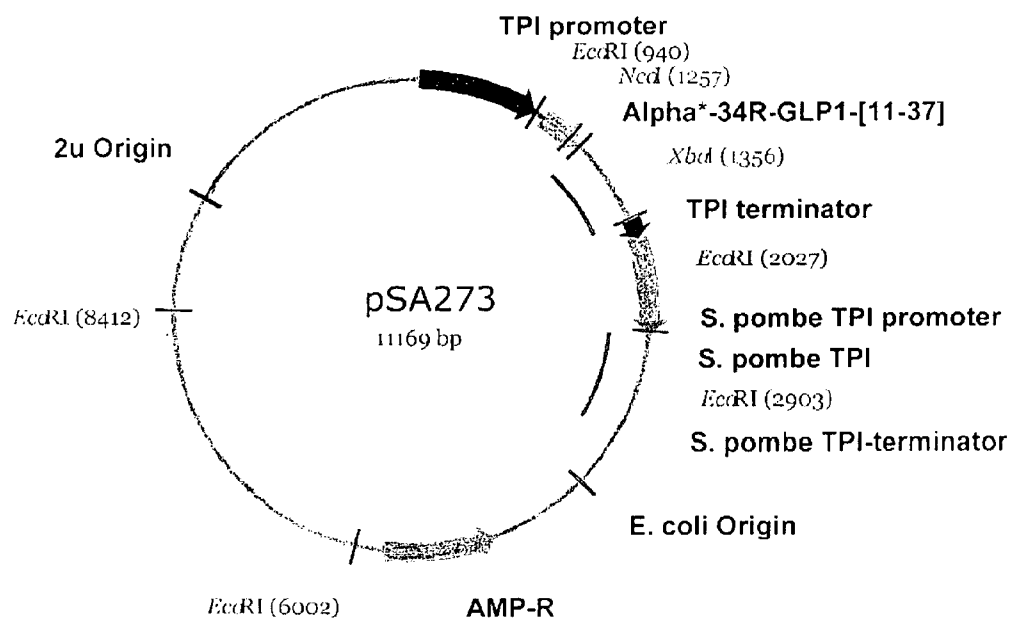 TPI promoter
EcoRI (940)
NcoI (1257)
Alpha*-34R-GLP1-[11-37]
XbaI (1356)
2u Origin
TPI terminator
EcoRI (2027)
pSA273
11169 bp
EcoRI (8412)
S. pombe TPI promoter
S. pombe TPI
EcoRI (2903)
S. pombe TPI-terminator
E. coli Origin
EcoRI (6002)
AMP-R